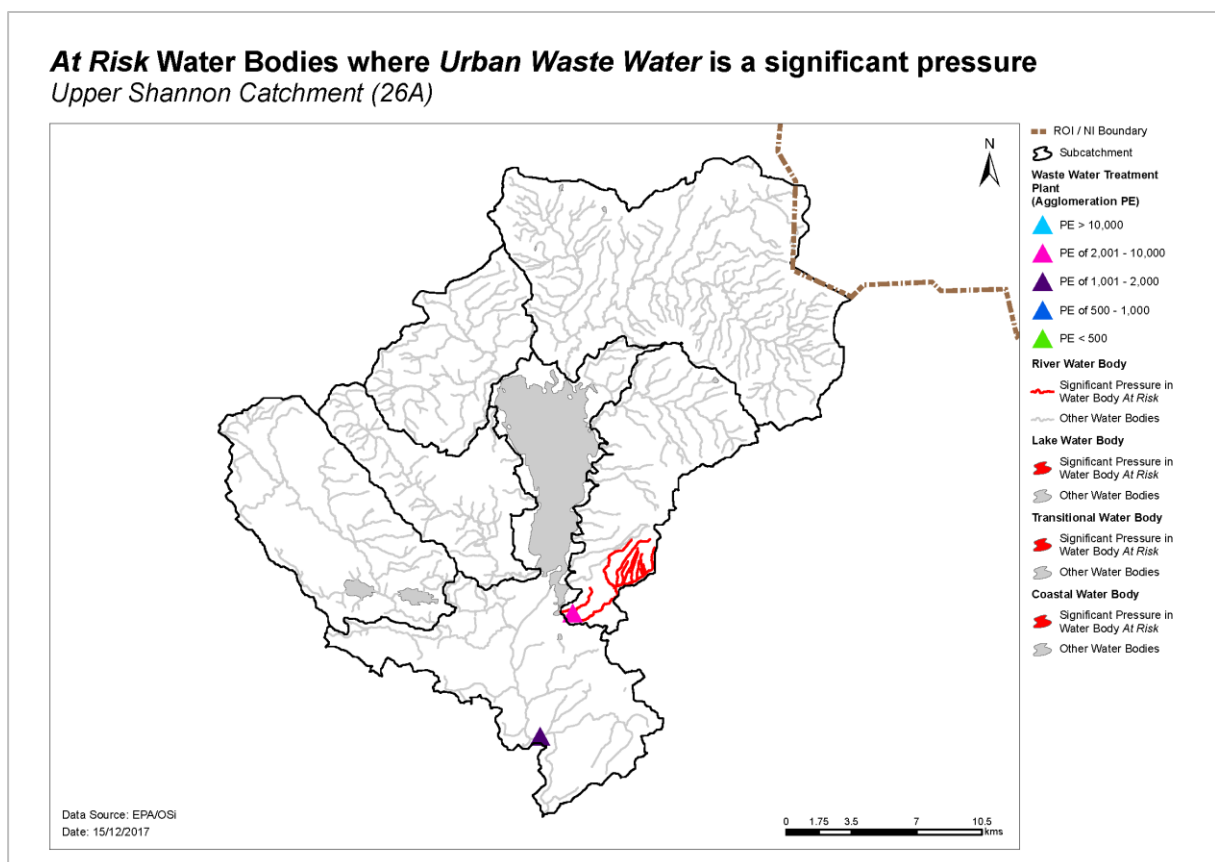 At Risk Water Bodies where Urban Waste Water is a significant pressure
Upper Shannon Catchment (26A)
N
ROI / NI Boundary
Subcatchment
Waste Water Treatment
Plant
(Agglomeration PE)
PE > 10,000
PE of 2,001 - 10,000
PE of 1,001 - 2,000
PE of 500 - 1,000
PE < 500
River Water Body
Significant Pressure in
Water Body At Risk
Other Water Bodies
Lake Water Body
Significant Pressure in
Water Body At Risk
Other Water Bodies
Transitional Water Body
Significant Pressure in
Water Body At Risk
Other Water Bodies
Coastal Water Body
Significant Pressure in
Water Body At Risk
Other Water Bodies
Data Source: EPA/OSi
Date: 15/12/2017
0 1.75 3.5 7 10.5
kms